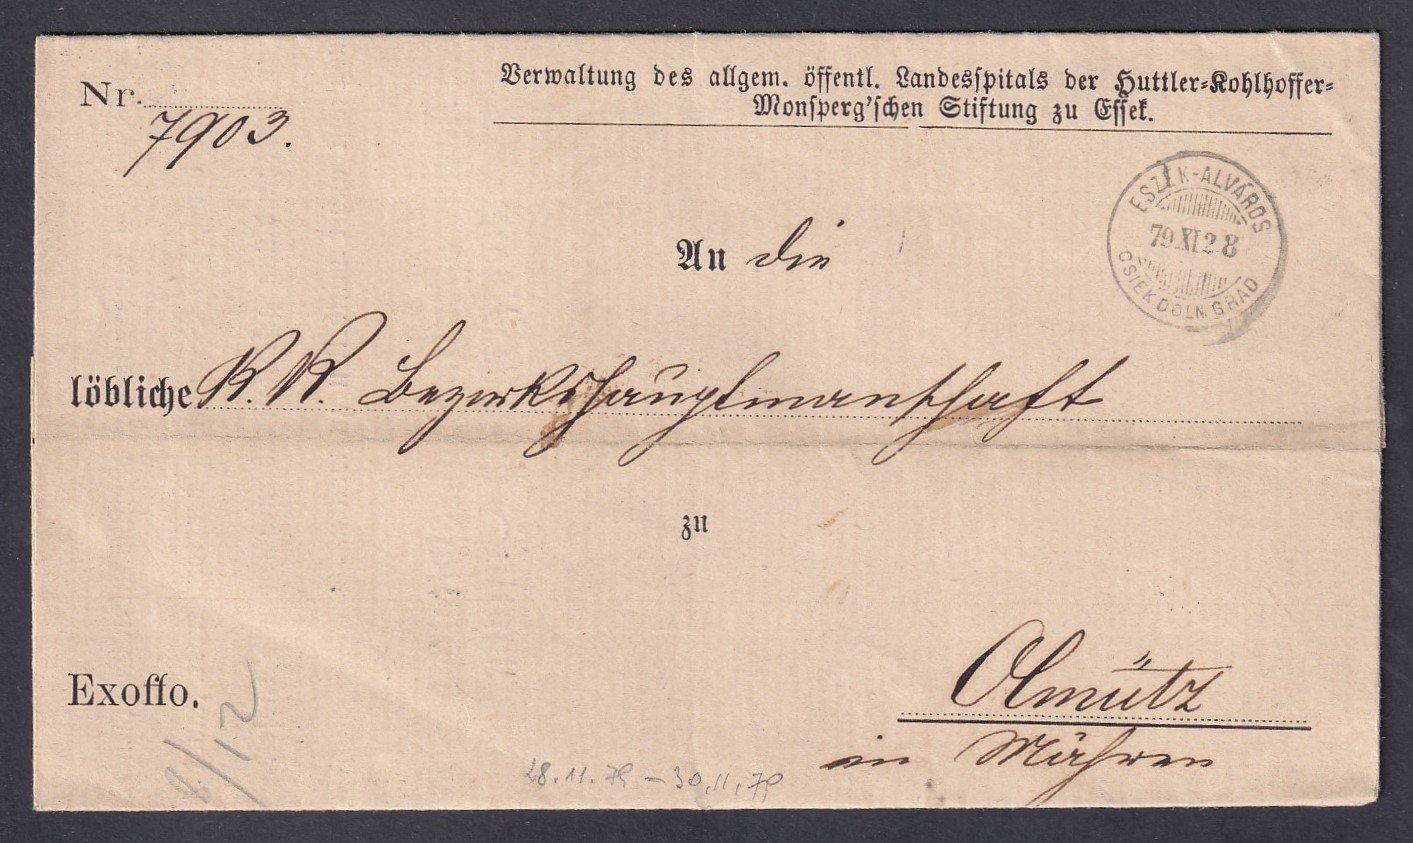 Nr.
7903.
Verwaltung des allgem. öffentl. Landesspitals der Huttler-Kohlhoffer-
Monsperg'schen Stiftung zu Essek.
ESZÉK-ALVÁROS
79 XI 28
OSIEK DOLN. GRAD
An die
löbliche K. K. Bezirkshauptmanschaft
zu
Olmütz
in Mähren
Exoffo.
28.11.79 – 30.11.79